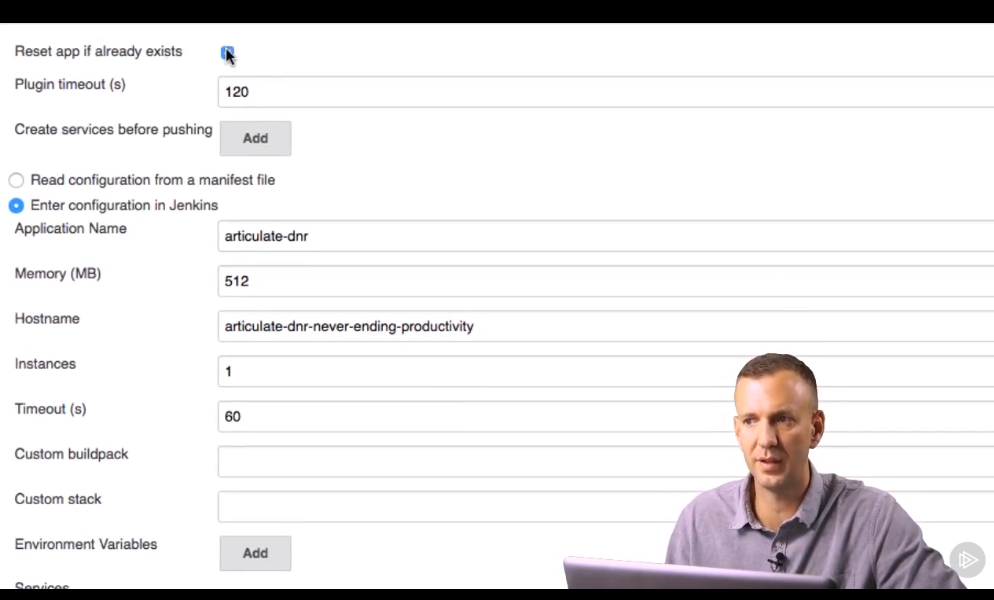 Reset app if already exists
Plugin timeout (s)
120
Create services before pushing
Add
Read configuration from a manifest file
Enter configuration in Jenkins
Application Name
articulate-dnr
Memory (MB)
512
Hostname
articulate-dnr-never-ending-productivity
Instances
1
Timeout (s)
60
Custom buildpack
Custom stack
Environment Variables
Add
Services